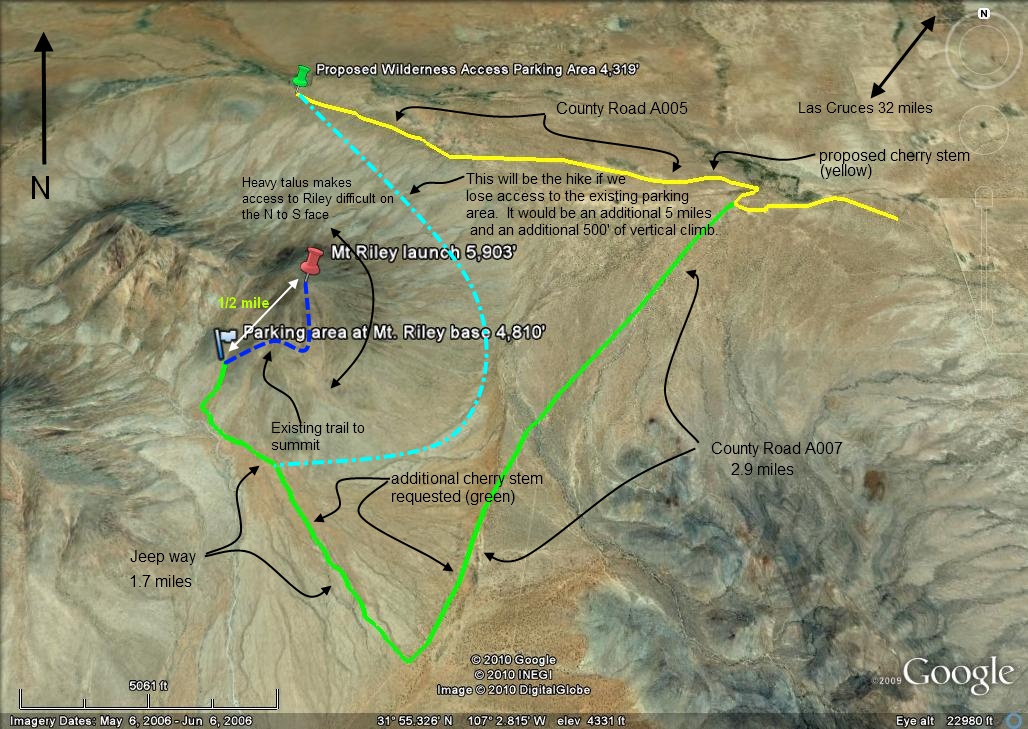 N
Proposed Wilderness Access Parking Area 4,319'
County Road A005
Las Cruces 32 miles
N
proposed cherry stem
(yellow)
Heavy talus makes
access to Riley difficult on
the N to S face
This will be the hike if we
lose access to the existing parking
area. It would be an additional 5 miles
and an additional 500' of vertical climb.
Mt Riley launch 5,903'
1/2 mile
Parking area at Mt. Riley base 4,810'
Existing trail to
summit
County Road A007
2.9 miles
additional cherry stem
requested (green)
Jeep way
1.7 miles
© 2010 Google
© 2010 INEGI
Image © 2010 DigitalGlobe
©2009 Google
5061 ft
Imagery Dates: May 6, 2006 - Jun 6, 2006
31° 55.326' N 107° 2.815' W elev 4331 ft
Eye alt 22980 ft